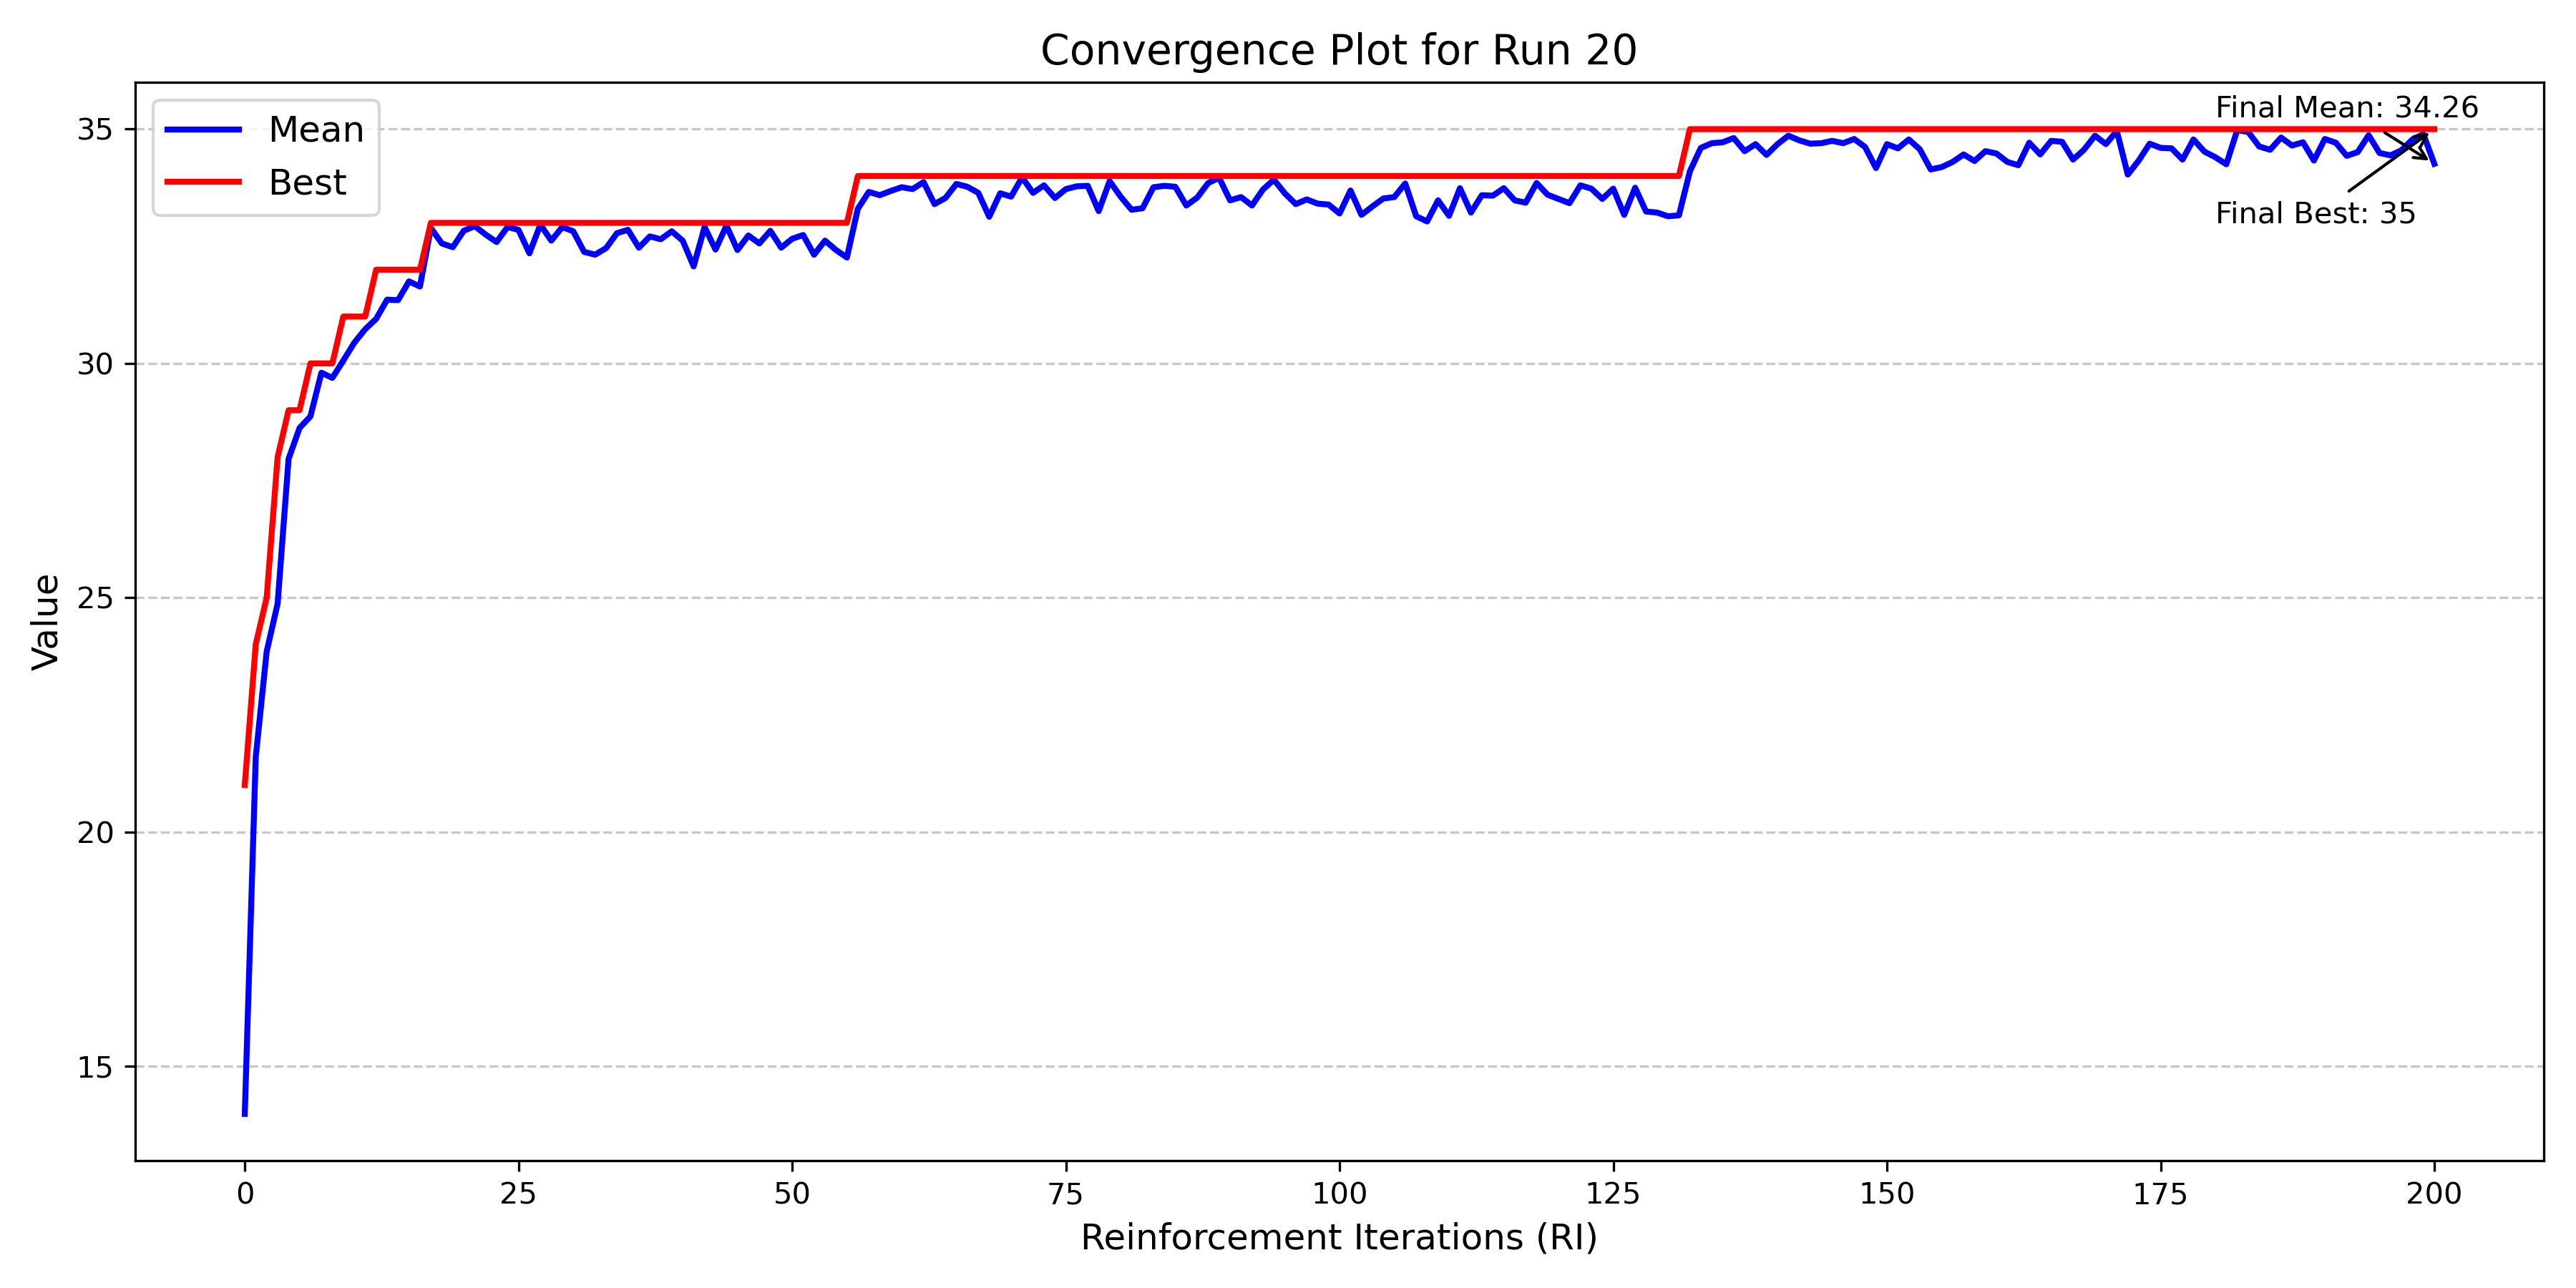 Convergence Plot for Run 20
Mean
Best
Final Mean: 34.26
Final Best: 35
Value
35
30
25
20
15
0 25 50 75 100 125 150 175 200
Reinforcement Iterations (RI)